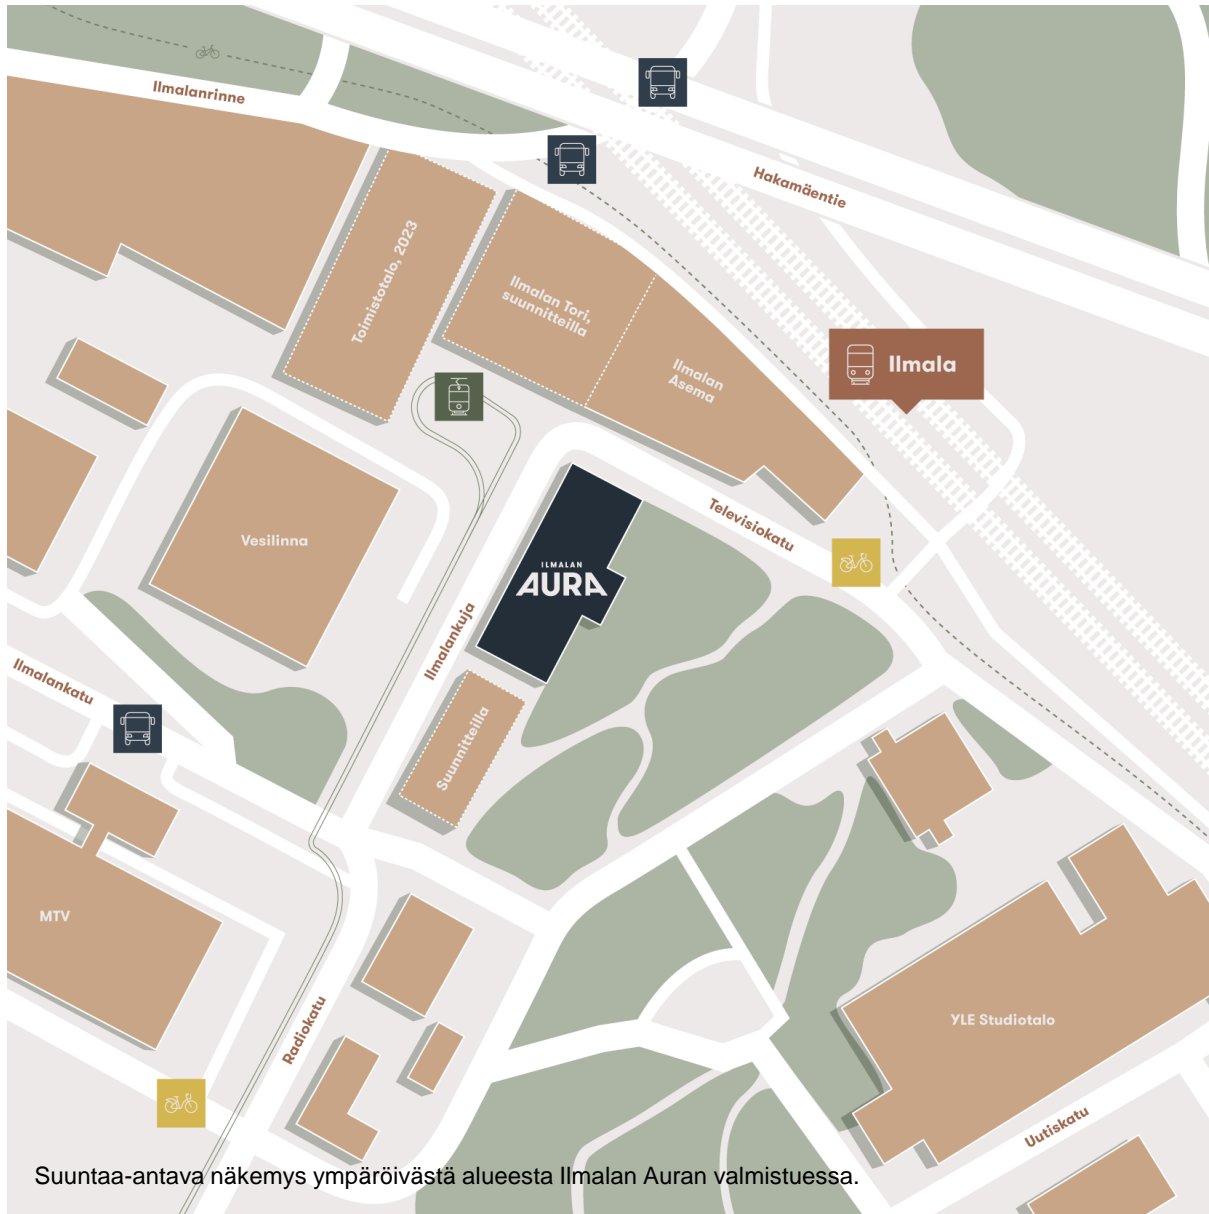 Ilmalanrinne
Hakamäentie
Toimistotalo, 2023
Ilmalan Tori,
suunnitteilla
Ilmalan
Asema
Ilmala
Televisiokatu
Vesilinna
ILMALAN
AURA
Ilmalankuja
Ilmalankatu
Suunnitteilla
MTV
Radiokatu
YLE Studiotalo
Uutiskatu
Suuntaa-antava näkemys ympäröivästä alueesta Ilmalan Auran valmistuessa.